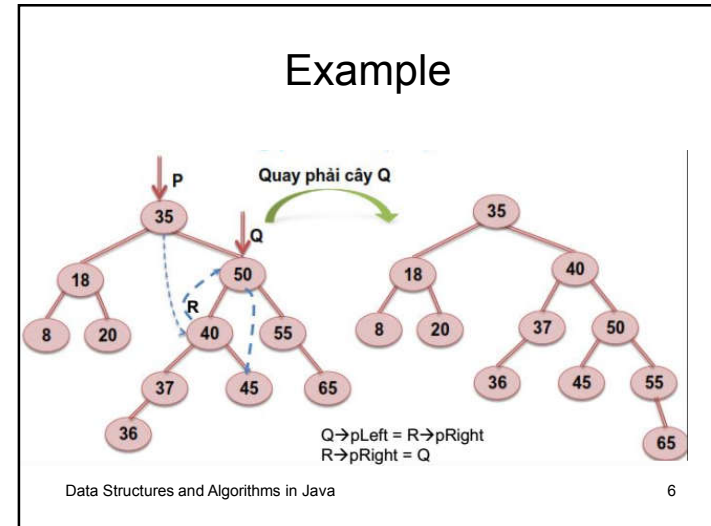 Example
P
Quay phải cây Q
35
Q
18
50
R
8
20
40
55
37
45
65
36
35
18
40
8
20
37
50
36
45
55
65
Q→pLeft = R→pRight
R→pRight = Q
Data Structures and Algorithms in Java
6